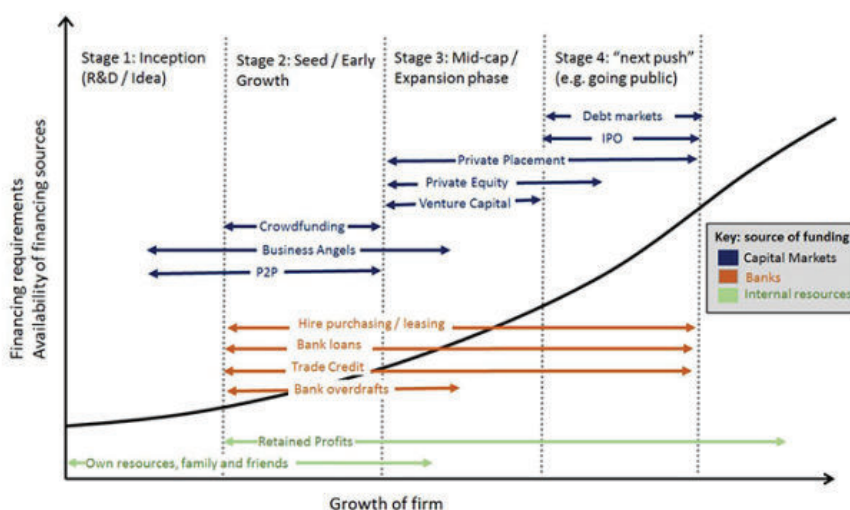 Stage 1: Inception
(R&D / Idea)
Stage 2: Seed / Early
Growth
Stage 3: Mid-cap /
Expansion phase
Stage 4: “next push”
(e.g. going public)
Debt markets
IPO
Private Placement
Private Equity
Venture Capital
Crowdfunding
Business Angels
P2P
Key: source of funding
Capital Markets
Banks
Internal resources
Hire purchasing / leasing
Bank loans
Trade Credit
Bank overdrafts
Retained Profits
Own resources, family and friends
Financing requirements
Availability of financing sources
Growth of firm